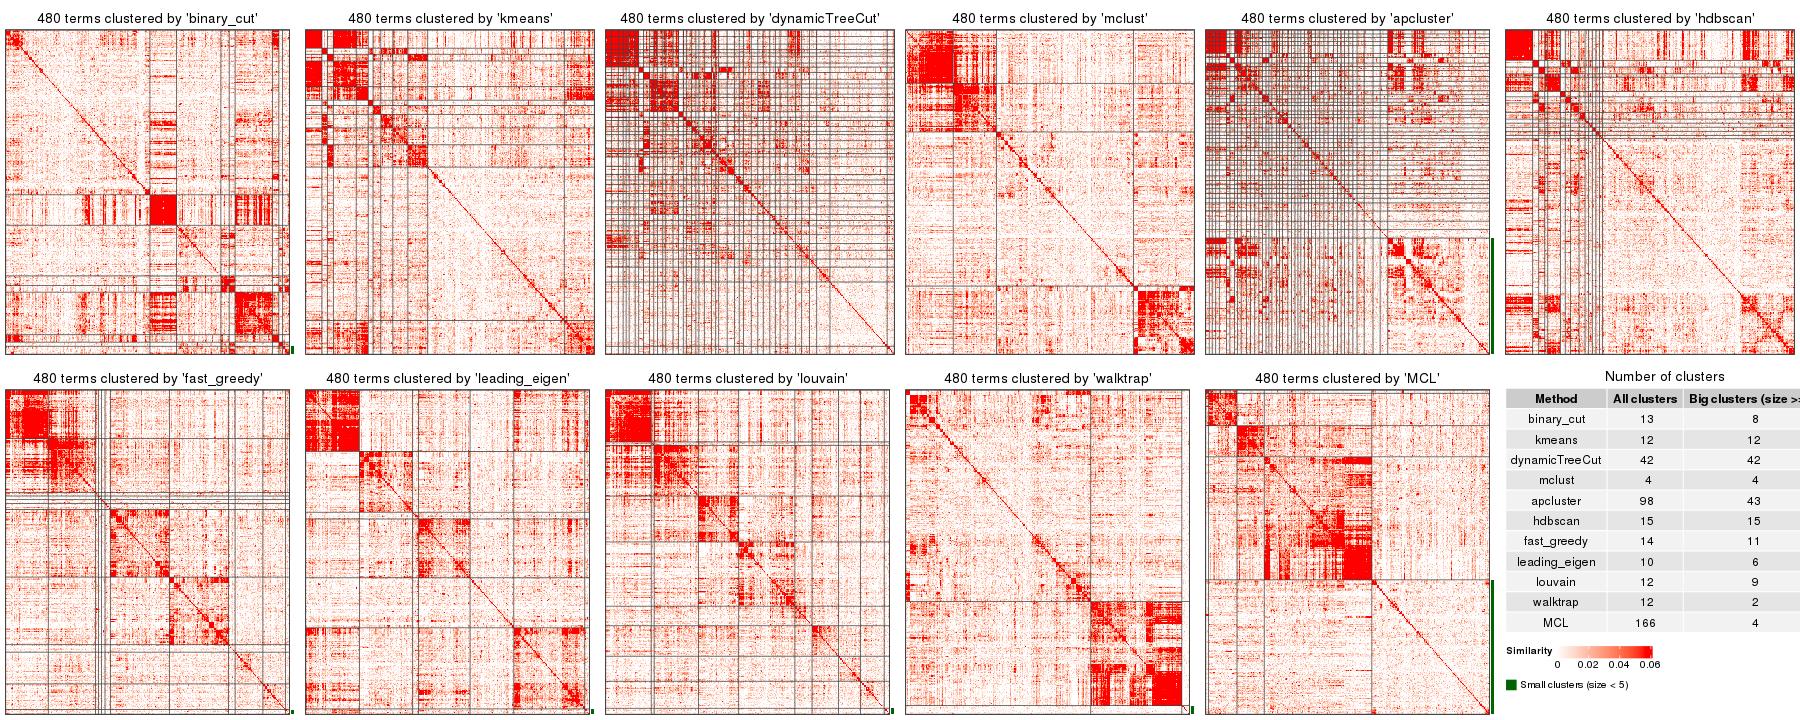 480 terms clustered by 'binary_cut'
480 terms clustered by 'kmeans'
480 terms clustered by 'dynamicTreeCut'
480 terms clustered by 'mclust'
480 terms clustered by 'apcluster'
480 terms clustered by 'hdbscan'
480 terms clustered by 'fast_greedy'
480 terms clustered by 'leading_eigen'
480 terms clustered by 'louvain'
480 terms clustered by 'walktrap'
480 terms clustered by 'MCL'
Number of clusters
Method All clusters Big clusters (size >=
binary_cut 13 8
kmeans 12 12
dynamicTreeCut 42 42
mclust 4 4
apcluster 98 43
hdbscan 15 15
fast_greedy 14 11
leading_eigen 10 6
louvain 12 9
walktrap 12 2
MCL 166 4
Similarity
0 0.02 0.04 0.06
Small clusters (size < 5)